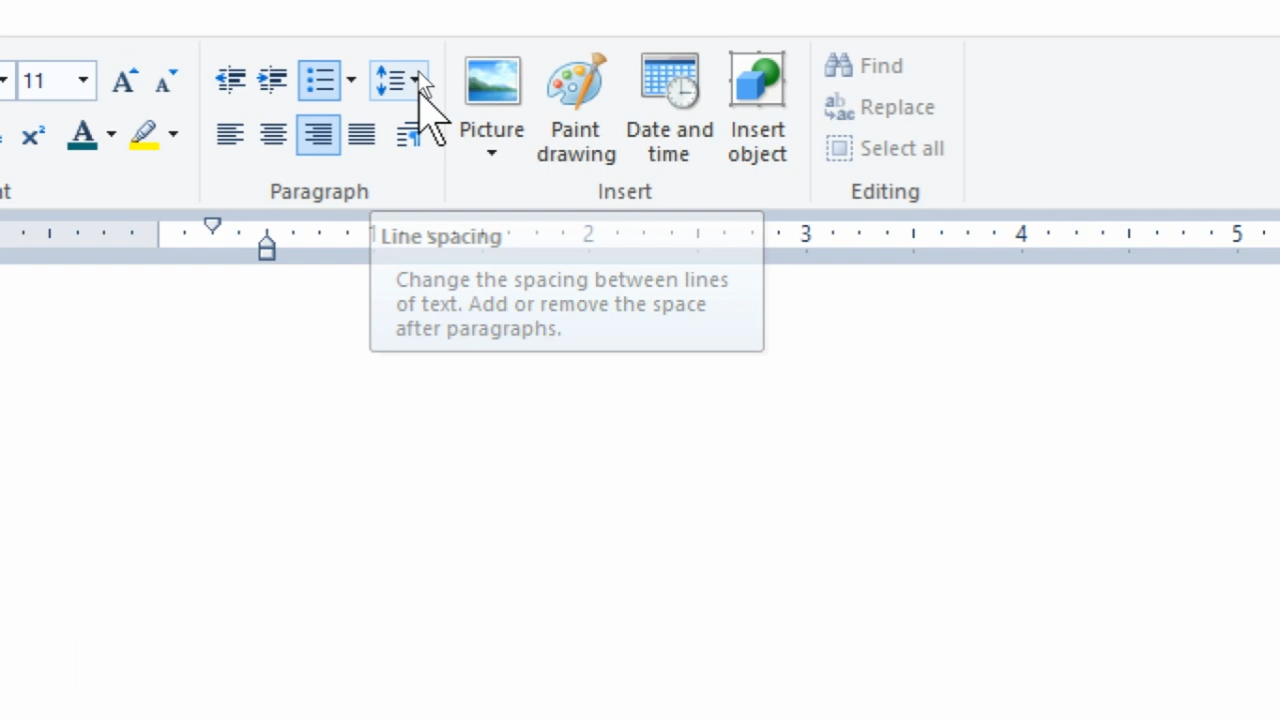 11
Find
Replace
Select all
Picture
Paint
drawing
Date and
time
Insert
object
Paragraph
Insert
Editing
1 2 3 4 5
Line spacing
Change the spacing between lines
of text. Add or remove the space
after paragraphs.